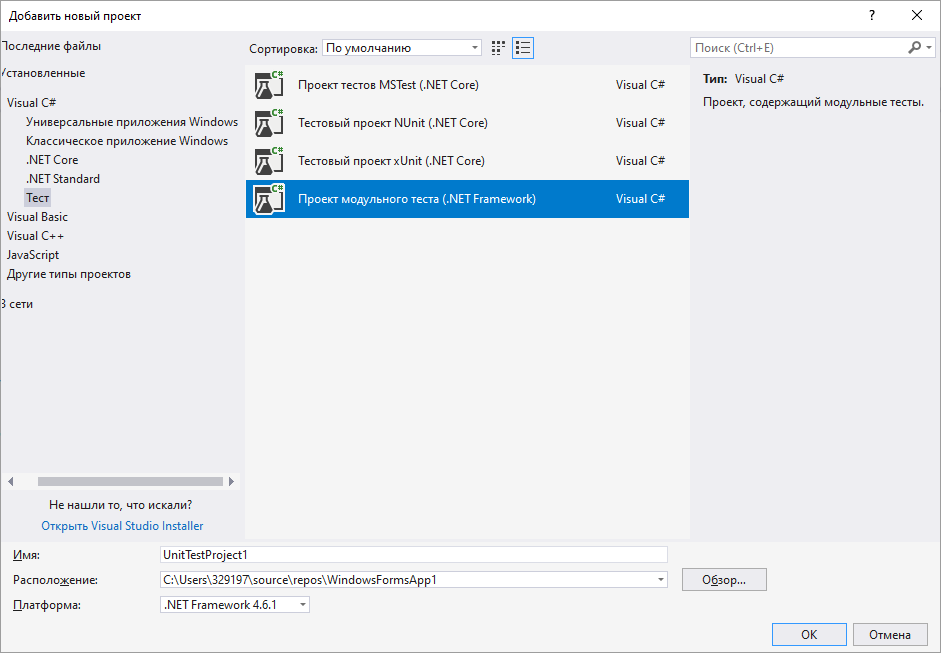 Добавить новый проект
?
Последние файлы
Установленные
Visual C#
Универсальные приложения Windows
Классическое приложение Windows
.NET Core
.NET Standard
Тест
Visual Basic
Visual C++
JavaScript
Другие типы проектов
В сети
Не нашли то, что искали?
Открыть Visual Studio Installer
Сортировка: По умолчанию
C# Проект тестов MSTest (.NET Core) Visual C#
C# Тестовый проект NUnit (.NET Core) Visual C#
C# Тестовый проект xUnit (.NET Core) Visual C#
C# Проект модульного теста (.NET Framework) Visual C#
Поиск (Ctrl+E)
Тип: Visual C#
Проект, содержащий модульные тесты.
Имя: UnitTestProject1
Расположение: C:\Users\329197\source\repos\WindowsFormsApp1 Обзор...
Платформа: .NET Framework 4.6.1
OK Отмена